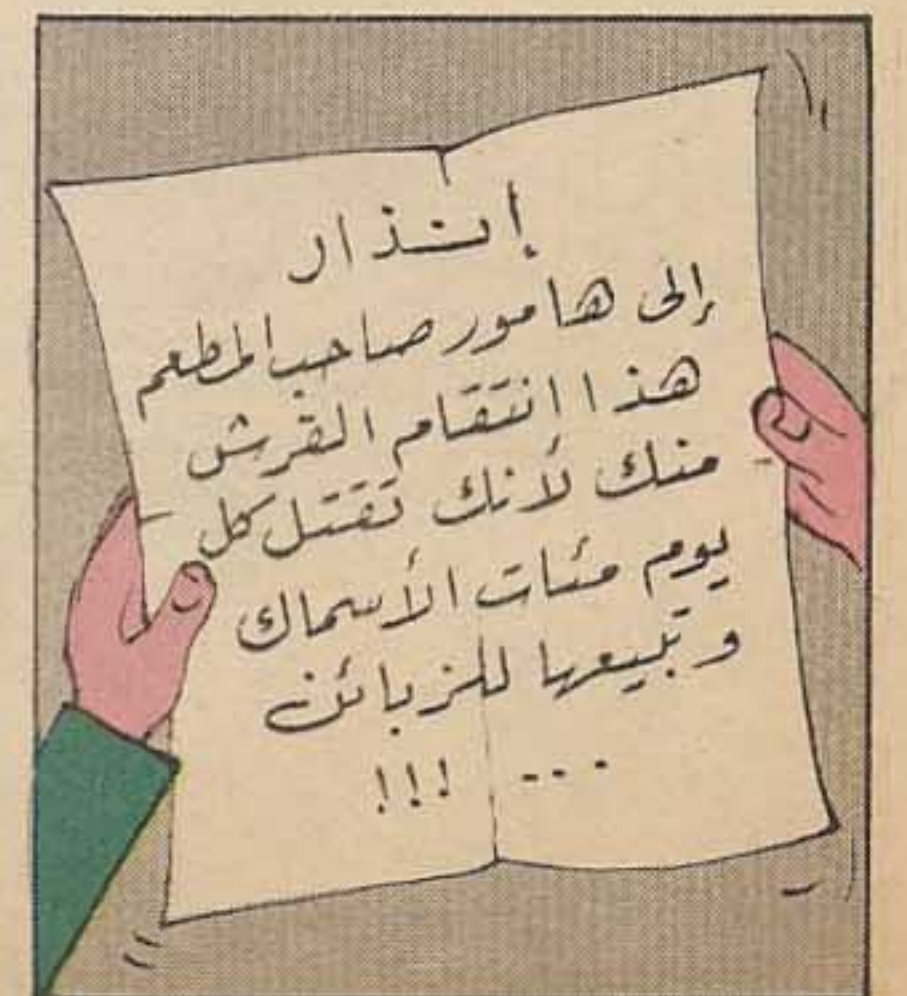 إنذار
إلى هامور صاحب المطعم
هذا انتقام القرش
منك لأنك تقتل كل
يوم مئات الأسماك
وتبيعها للزبائن
... !!!